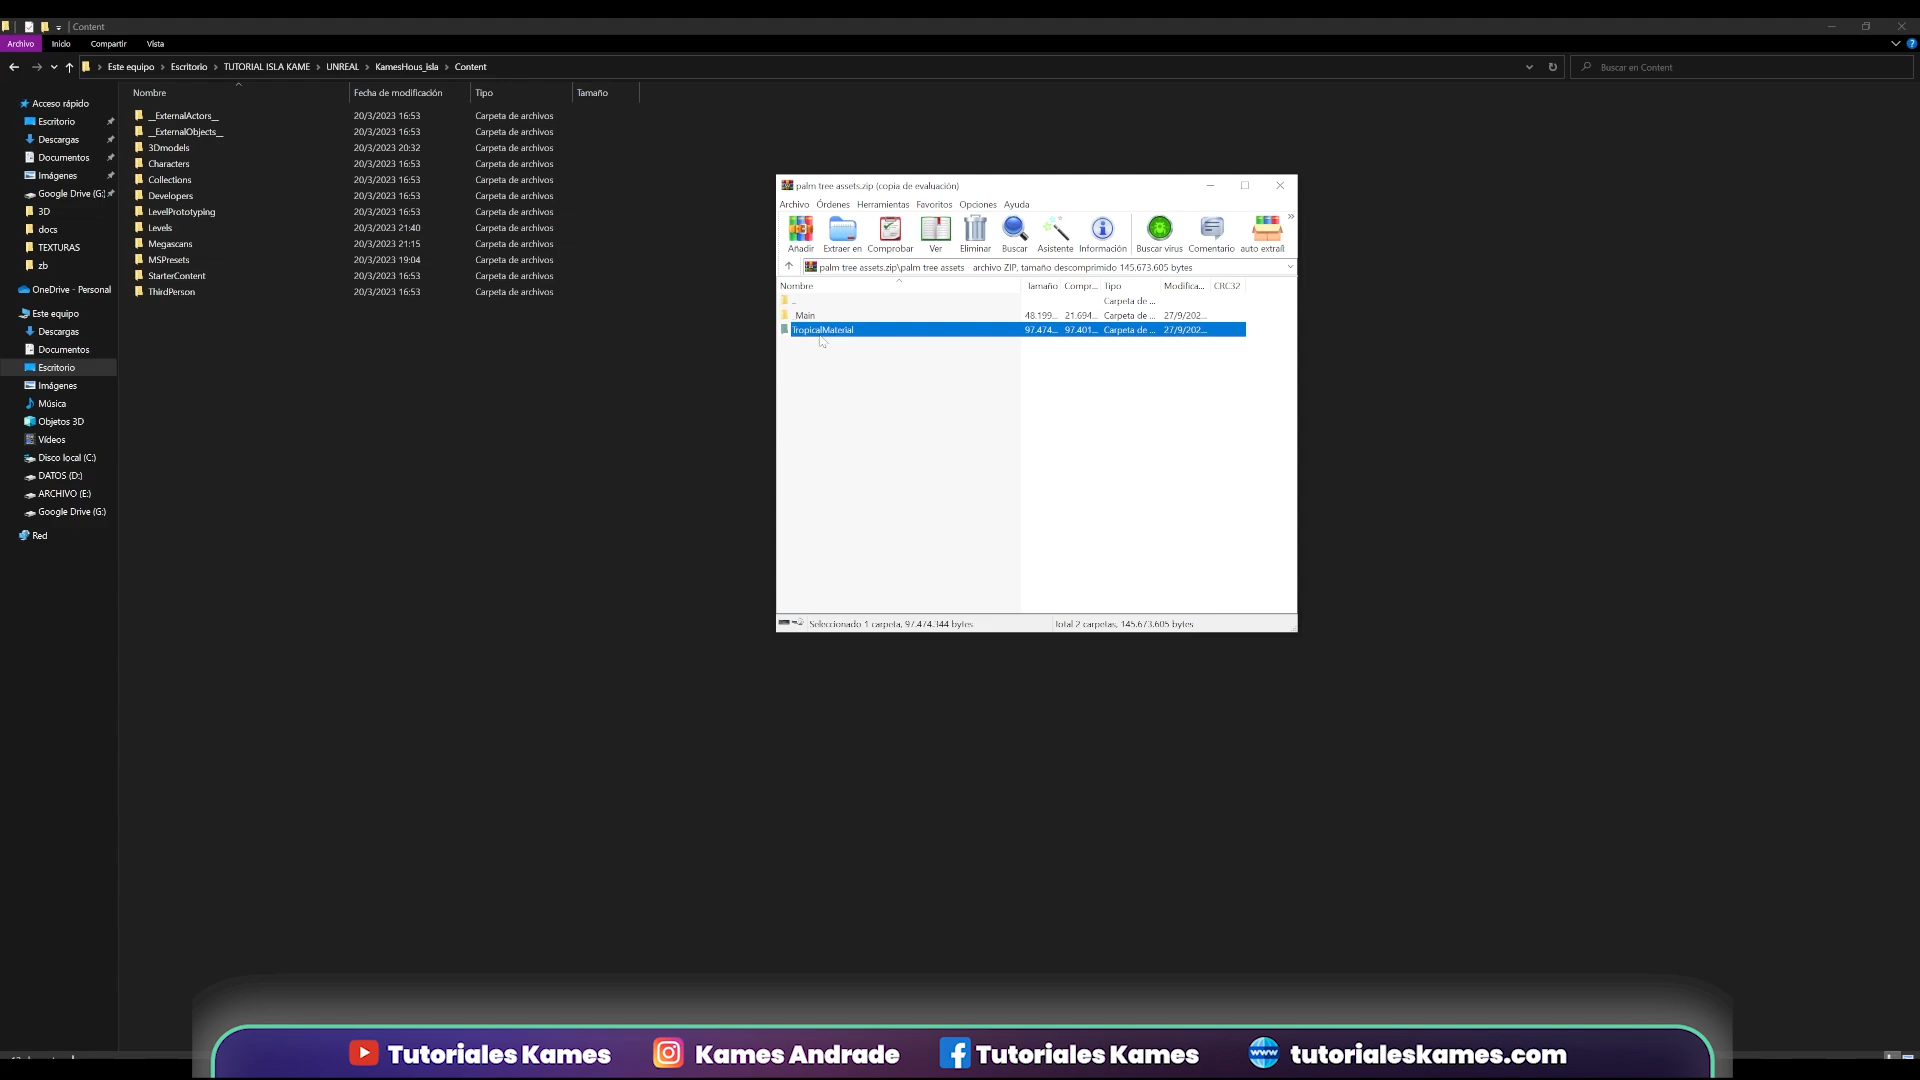 Content
Archivo Inicio Compartir Vista
Este equipo > Escritorio > TUTORIAL ISLA KAME > UNREAL > KamesHous_isla > Content
Buscar en Content
Nombre Fecha de modificación Tipo Tamaño
__ExternalActors__ 20/3/2023 16:53 Carpeta de archivos
__ExternalObjects__ 20/3/2023 16:53 Carpeta de archivos
3Dmodels 20/3/2023 20:32 Carpeta de archivos
Characters 20/3/2023 16:53 Carpeta de archivos
Collections 20/3/2023 16:53 Carpeta de archivos
Developers 20/3/2023 16:53 Carpeta de archivos
LevelPrototyping 20/3/2023 16:53 Carpeta de archivos
Levels 20/3/2023 21:40 Carpeta de archivos
Megascans 20/3/2023 21:15 Carpeta de archivos
MSPresets 20/3/2023 19:04 Carpeta de archivos
StarterContent 20/3/2023 16:53 Carpeta de archivos
ThirdPerson 20/3/2023 16:53 Carpeta de archivos
Acceso rápido
Escritorio
Descargas
Documentos
Imágenes
Google Drive (G:)
3D
docs
TEXTURAS
zb
OneDrive - Personal
Este equipo
Descargas
Documentos
Escritorio
Imágenes
Música
Objetos 3D
Vídeos
Disco local (C:)
DATOS (D:)
ARCHIVO (E:)
Google Drive (G:)
Red
palm tree assets.zip (copia de evaluación)
Archivo Órdenes Herramientas Favoritos Opciones Ayuda
Añadir Extraer en Comprobar Ver Eliminar Buscar Asistente Información Buscar virus Comentario auto extraíl
palm tree assets.zip\palm tree assets - archivo ZIP, tamaño descomprimido 145.673.605 bytes
Nombre Tamaño Compr... Tipo Modifica... CRC32
.. Carpeta de ...
Main 48.199... 21.694... Carpeta de ... 27/9/202...
TropicalMaterial 97.474... 97.401... Carpeta de ... 27/9/202...
Seleccionado 1 carpeta, 97.474.344 bytes Total 2 carpetas, 145.673.605 bytes
Tutoriales Kames Kames Andrade Tutoriales Kames www tutorialeskames.com